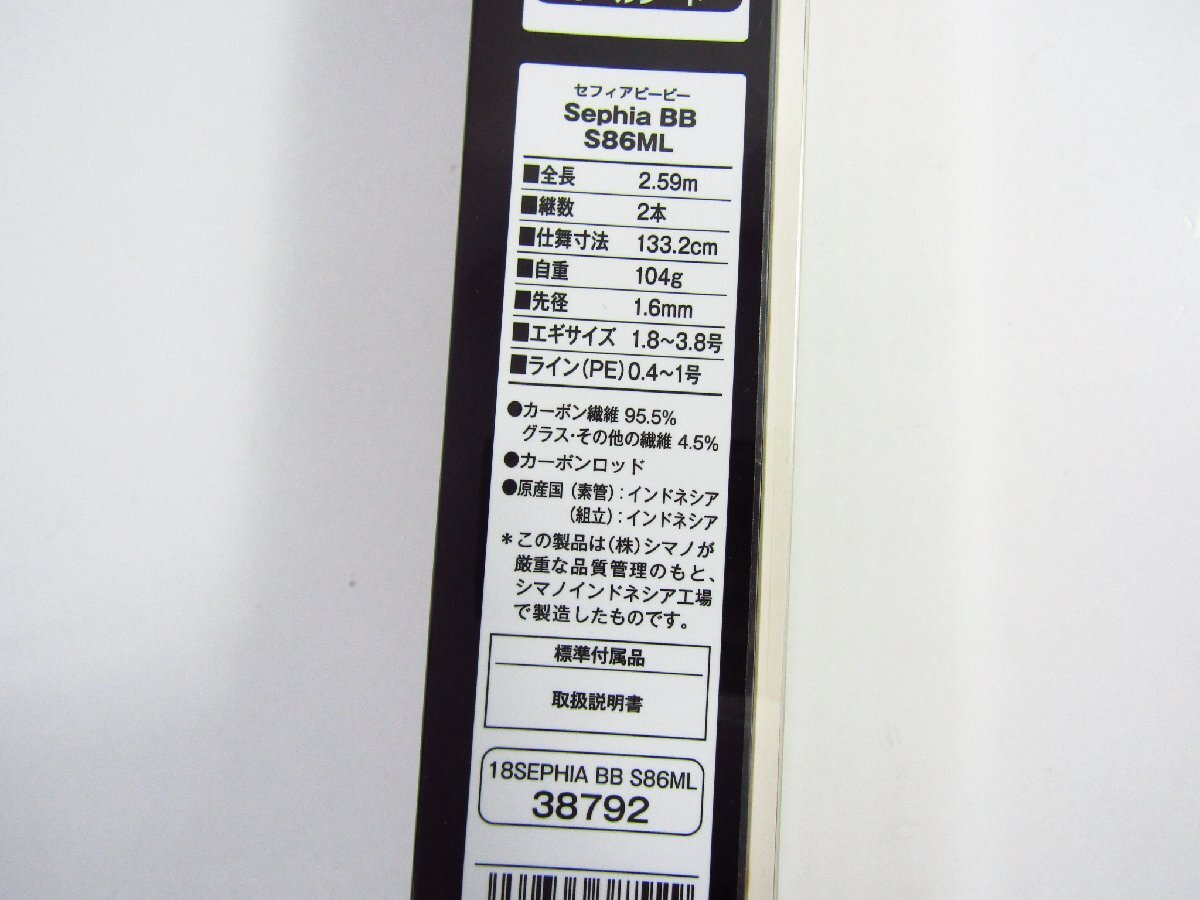 セフィアビービー
Sephia BB
S86ML
■全長 2.59m
■継数 2本
■仕舞寸法 133.2cm
■自重 104g
■先径 1.6mm
■エギサイズ 1.8~3.8号
■ライン(PE) 0.4~1号
●カーボン繊維 95.5%
グラス・その他の繊維 4.5%
●カーボンロッド
●原産国(素管):インドネシア
(組立):インドネシア
*この製品は(株)シマノが
厳重な品質管理のもと、
シマノインドネシア工場
で製造したものです。
標準付属品
取扱説明書
18SEPHIA BB S86ML
38792